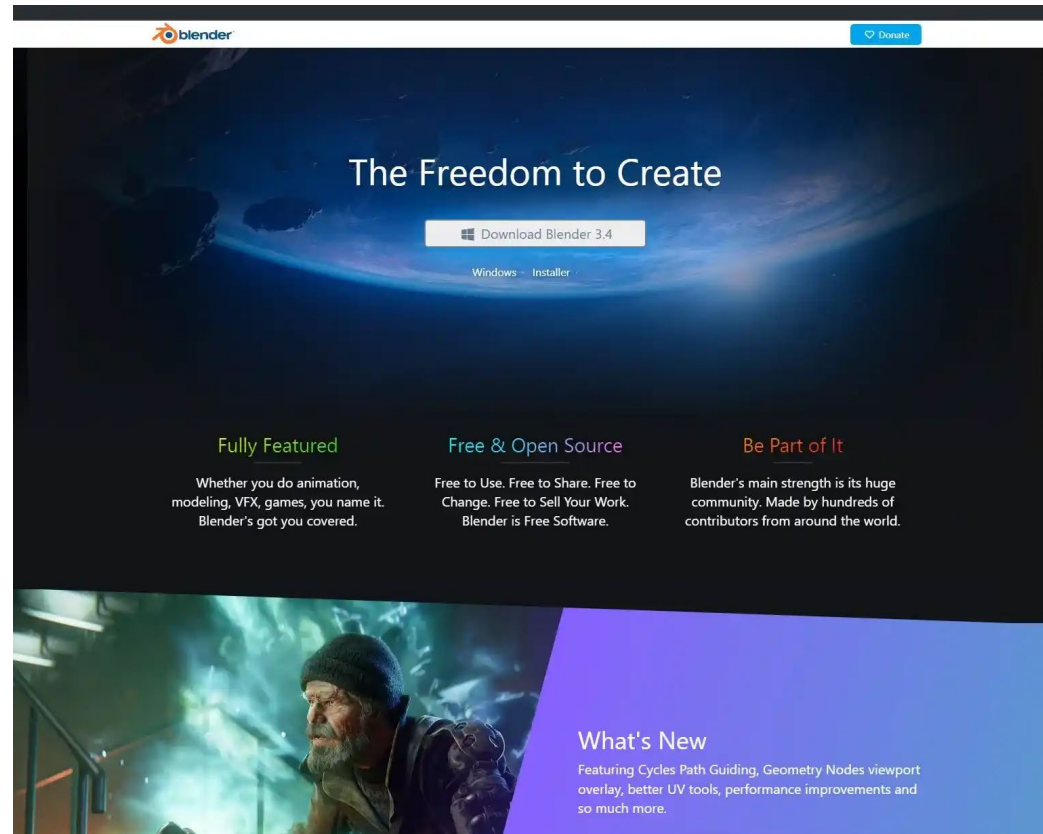 blender
Donate
The Freedom to Create
Download Blender 3.4
Windows - Installer -
Fully Featured
Free & Open Source
Be Part of It
Whether you do animation,
modeling, VFX, games, you name it.
Blender's got you covered.
Free to Use. Free to Share. Free to
Change. Free to Sell Your Work.
Blender is Free Software.
Blender's main strength is its huge
community. Made by hundreds of
contributors from around the world.
What's New
Featuring Cycles Path Guiding, Geometry Nodes viewport
overlay, better UV tools, performance improvements and
so much more.